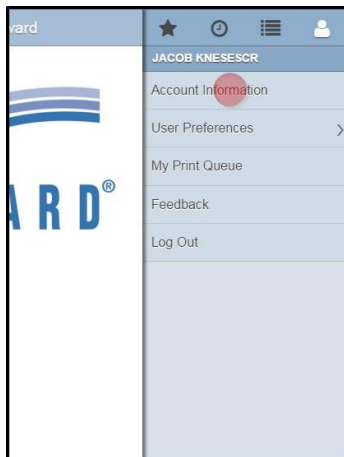 vard
JACOB KNESESCR
Account Information
User Preferences
My Print Queue
Feedback
Log Out
ARD®